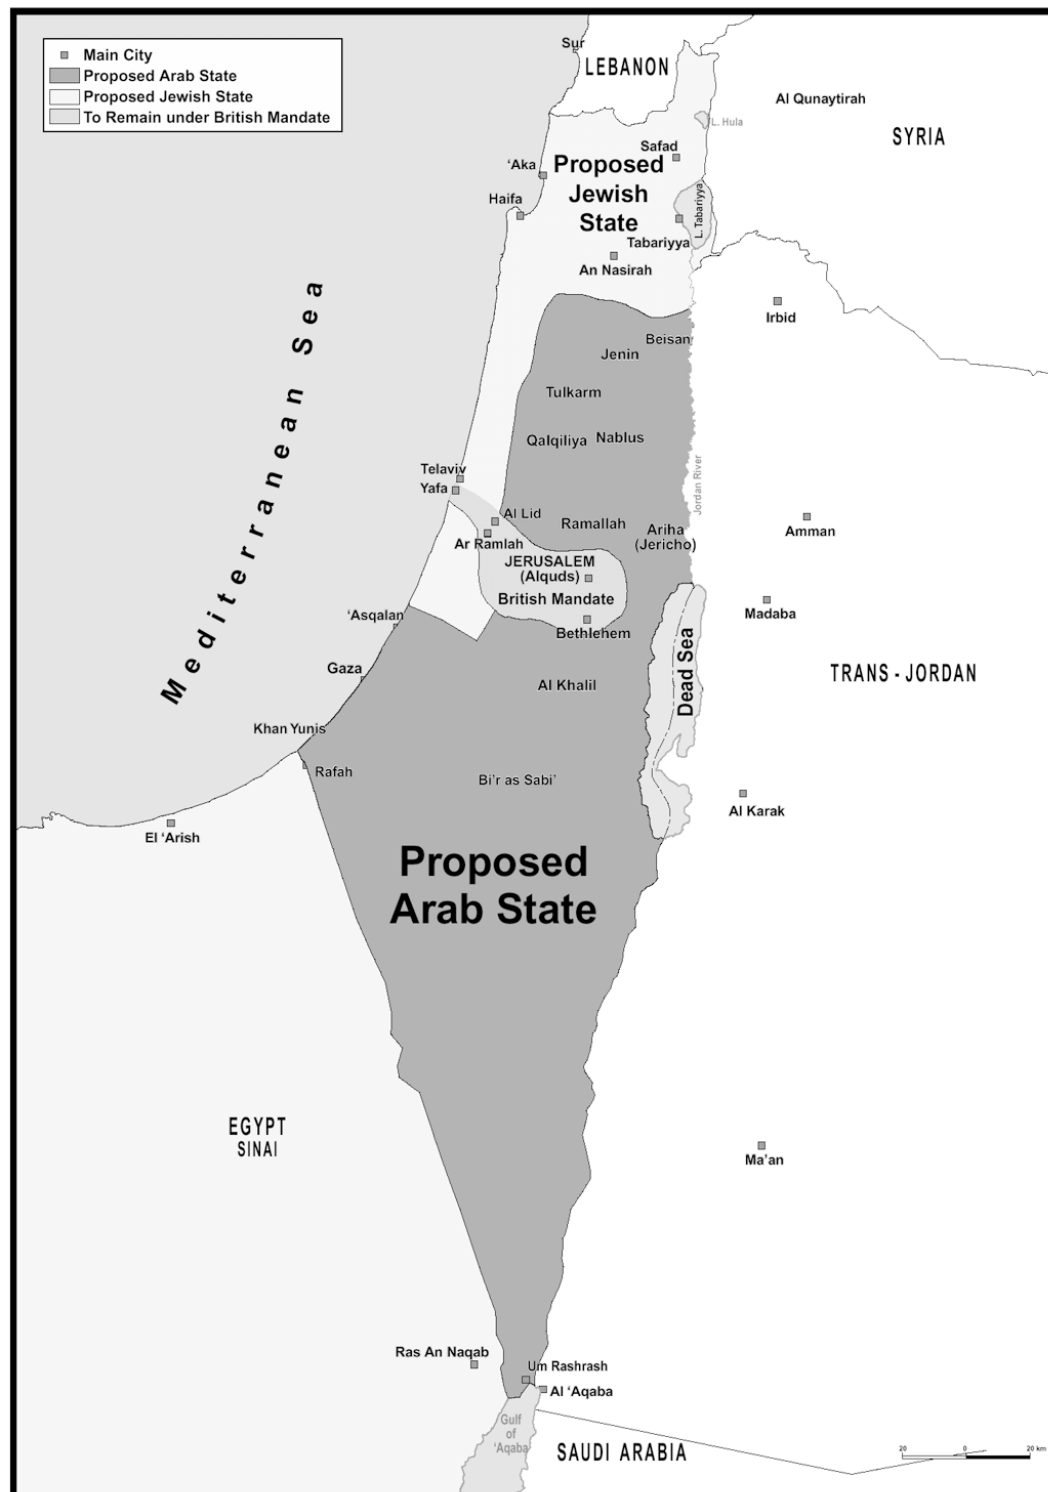 Main City
Proposed Arab State
Proposed Jewish State
To Remain under British Mandate
Sur
LEBANON
Al Qunaytirah
L. Hula
SYRIA
Safad
‘Aka
Proposed
Jewish
State
Haifa
L. Tabariyya
Tabariyya
An Nasirah
Mediterranean Sea
Irbid
Beisan
Jenin
Tulkarm
Qalqiliya
Nablus
Jordan River
Telaviv
Yafa
Al Lid
Ramallah
Ariha
(Jericho)
Amman
Ar Ramlah
JERUSALEM
(Alquds)
British Mandate
Madaba
‘Asqalan
Bethlehem
Dead Sea
Gaza
Al Khalil
TRANS - JORDAN
Khan Yunis
Rafah
Bi’r as Sabi’
Al Karak
El ‘Arish
Proposed
Arab State
EGYPT
SINAI
Ma’an
Ras An Naqab
Um Rashrash
Al ‘Aqaba
Gulf
of
‘Aqaba
SAUDI ARABIA
20 0 20 km